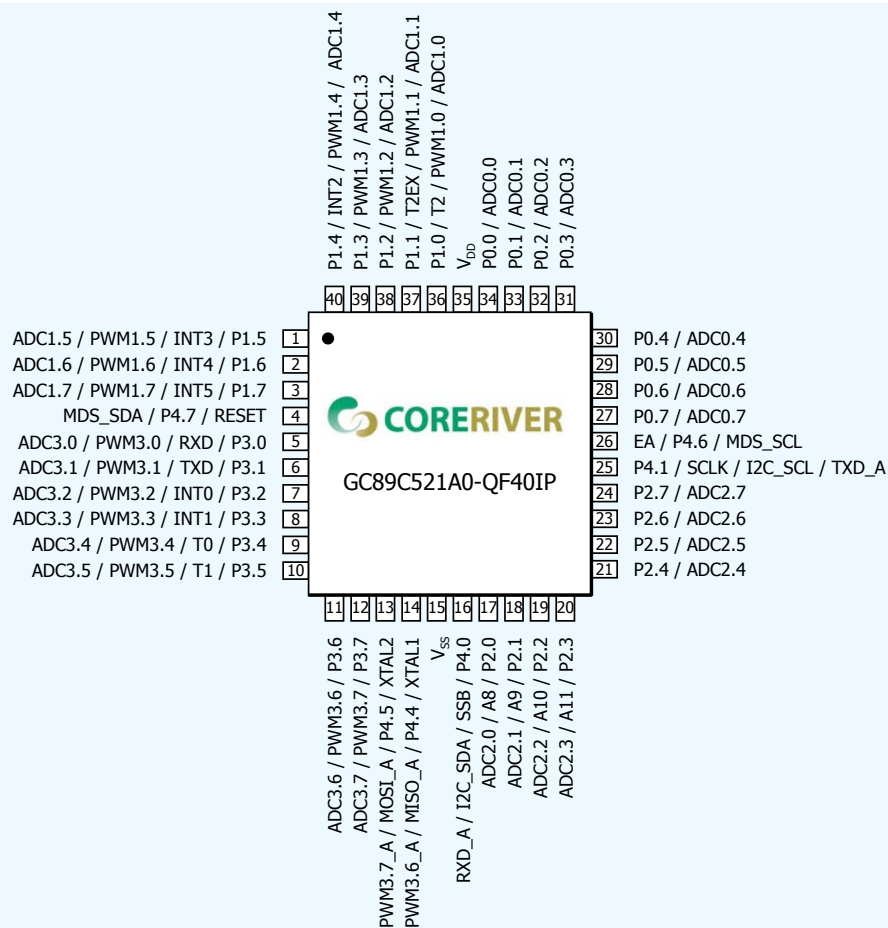 P1.4 / INT2 / PWM1.4 / ADC1.4
P1.3 / PWM1.3 / ADC1.3
P1.2 / PWM1.2 / ADC1.2
P1.1 / T2EX / PWM1.1 / ADC1.1
P1.0 / T2 / PWM1.0 / ADC1.0
VDD
P0.0 / ADC0.0
P0.1 / ADC0.1
P0.2 / ADC0.2
P0.3 / ADC0.3
40 39 38 37 36 35 34 33 32 31
ADC1.5 / PWM1.5 / INT3 / P1.5 1
ADC1.6 / PWM1.6 / INT4 / P1.6 2
ADC1.7 / PWM1.7 / INT5 / P1.7 3
MDS_SDA / P4.7 / RESET 4
ADC3.0 / PWM3.0 / RXD / P3.0 5
ADC3.1 / PWM3.1 / TXD / P3.1 6
ADC3.2 / PWM3.2 / INT0 / P3.2 7
ADC3.3 / PWM3.3 / INT1 / P3.3 8
ADC3.4 / PWM3.4 / T0 / P3.4 9
ADC3.5 / PWM3.5 / T1 / P3.5 10
CORERIVER
GC89C521A0-QF40IP
30 P0.4 / ADC0.4
29 P0.5 / ADC0.5
28 P0.6 / ADC0.6
27 P0.7 / ADC0.7
26 EA / P4.6 / MDS_SCL
25 P4.1 / SCLK / I2C_SCL / TXD_A
24 P2.7 / ADC2.7
23 P2.6 / ADC2.6
22 P2.5 / ADC2.5
21 P2.4 / ADC2.4
11 12 13 14 15 16 17 18 19 20
ADC3.6 / PWM3.6 / P3.6
ADC3.7 / PWM3.7 / P3.7
PWM3.7_A / MOSI_A / P4.5 / XTAL2
PWM3.6_A / MISO_A / P4.4 / XTAL1
VSS
RXD_A / I2C_SDA / SSB / P4.0
ADC2.0 / A8 / P2.0
ADC2.1 / A9 / P2.1
ADC2.2 / A10 / P2.2
ADC2.3 / A11 / P2.3